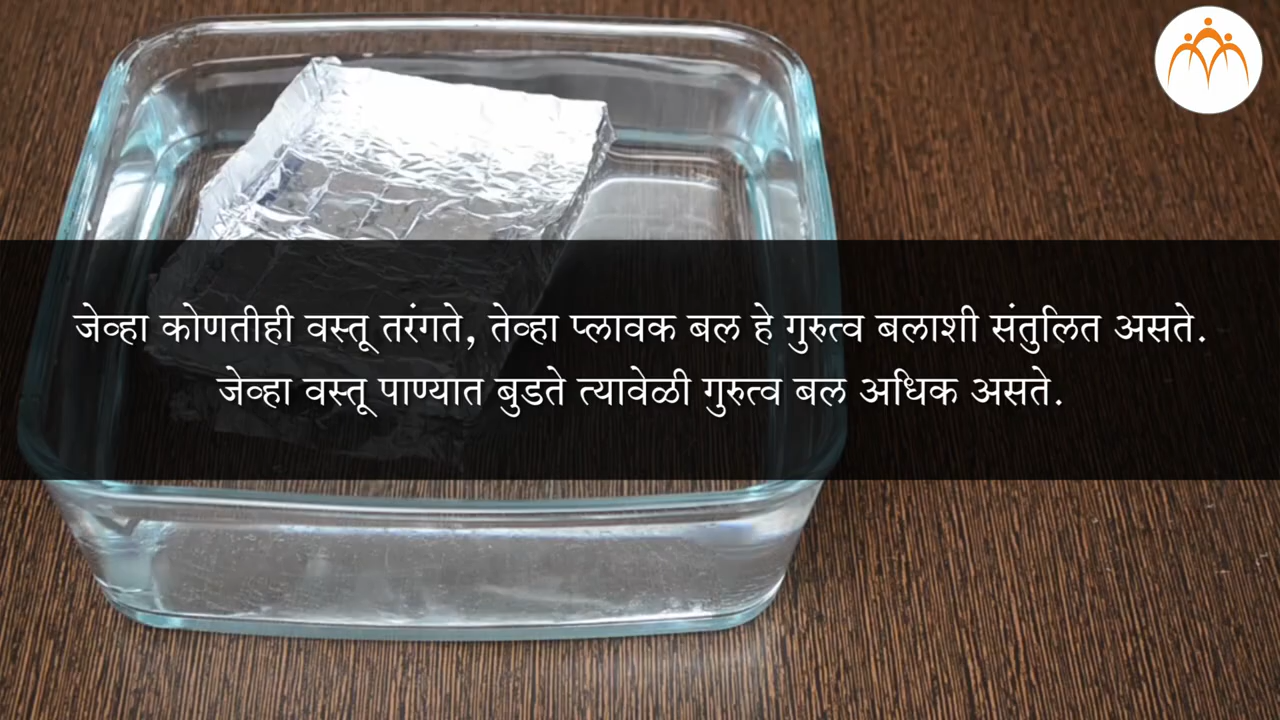 जेव्हा कोणतीही वस्तू तरंगते, तेव्हा प्लावक बल हे गुरुत्व बलाशी संतुलित असते.
जेव्हा वस्तू पाण्यात बुडते त्यावेळी गुरुत्व बल अधिक असते.